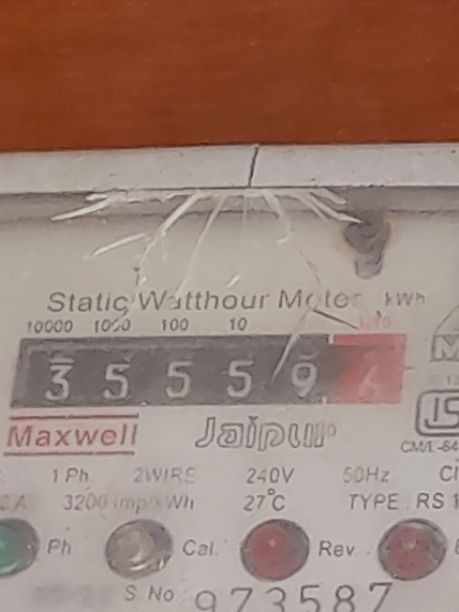 Static Watthour Meter kWh
10000 1000 100 10 1/10
3 5 5 5 9
M
Maxwell Jaipur
IS
1 Ph 2WIRE 240V 50Hz
3200 imp/kWh 27°C TYPE RS 1
Ph Cal. Rev
S. No: 973587